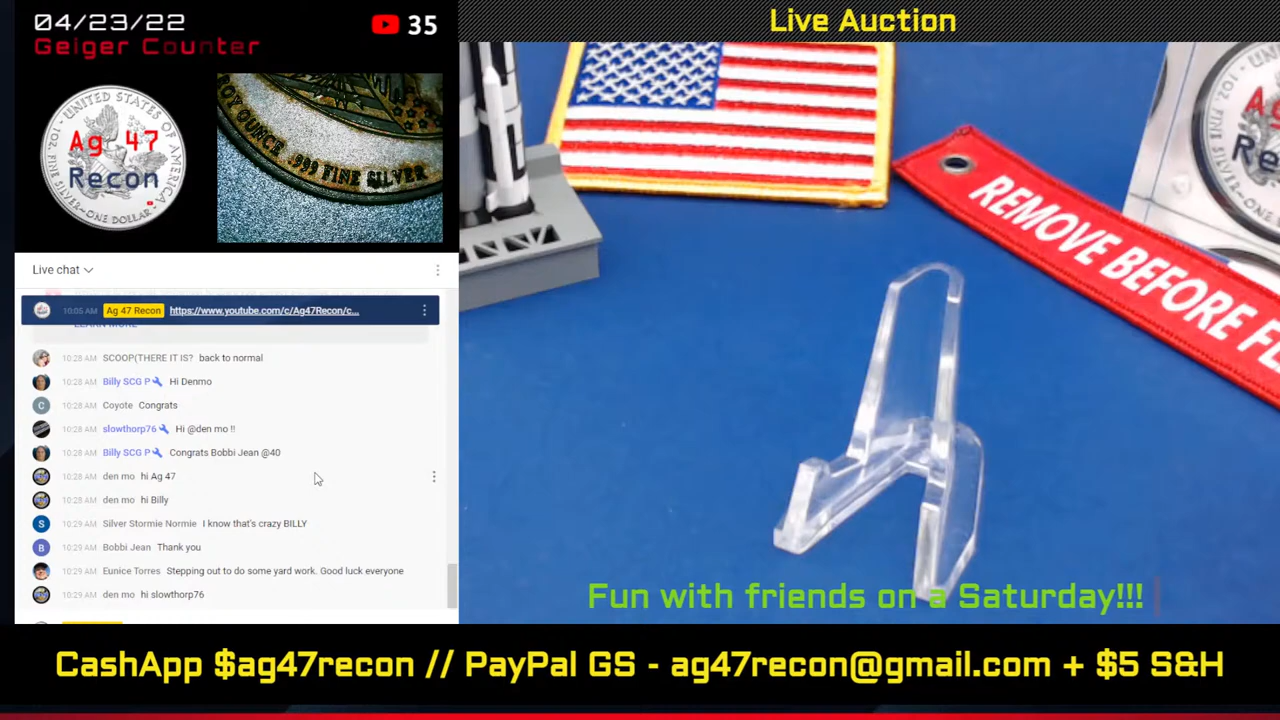 04/23/22
Geiger Counter
35
UNITED STATES OF AMERICA
1 OZ. FINE SILVER~ONE DOLLAR
Ag 47
Recon
OY OUNCE .999 FINE SILVER
Live Auction
REMOVE BEFORE
Live chat
10:05 AM Ag 47 Recon https://www.youtube.com/c/Ag47Recon/c...
LEARN MORE
10:28 AM SCOOP(THERE IT IS? back to normal
10:28 AM Billy SCG P Hi Denmo
10:28 AM Coyote Congrats
10:28 AM slowthorp76 Hi @den mo !!
10:28 AM Billy SCG P Congrats Bobbi Jean @40
10:28 AM den mo hi Ag 47
10:28 AM den mo hi Billy
10:29 AM Silver Stormie Normie I know that's crazy BILLY
10:29 AM Bobbi Jean Thank you
10:29 AM Eunice Torres Stepping out to do some yard work. Good luck everyone
10:29 AM den mo hi slowthorp76
Fun with friends on a Saturday!!!
CashApp $ag47recon // PayPal GS - ag47recon@gmail.com + $5 S&H